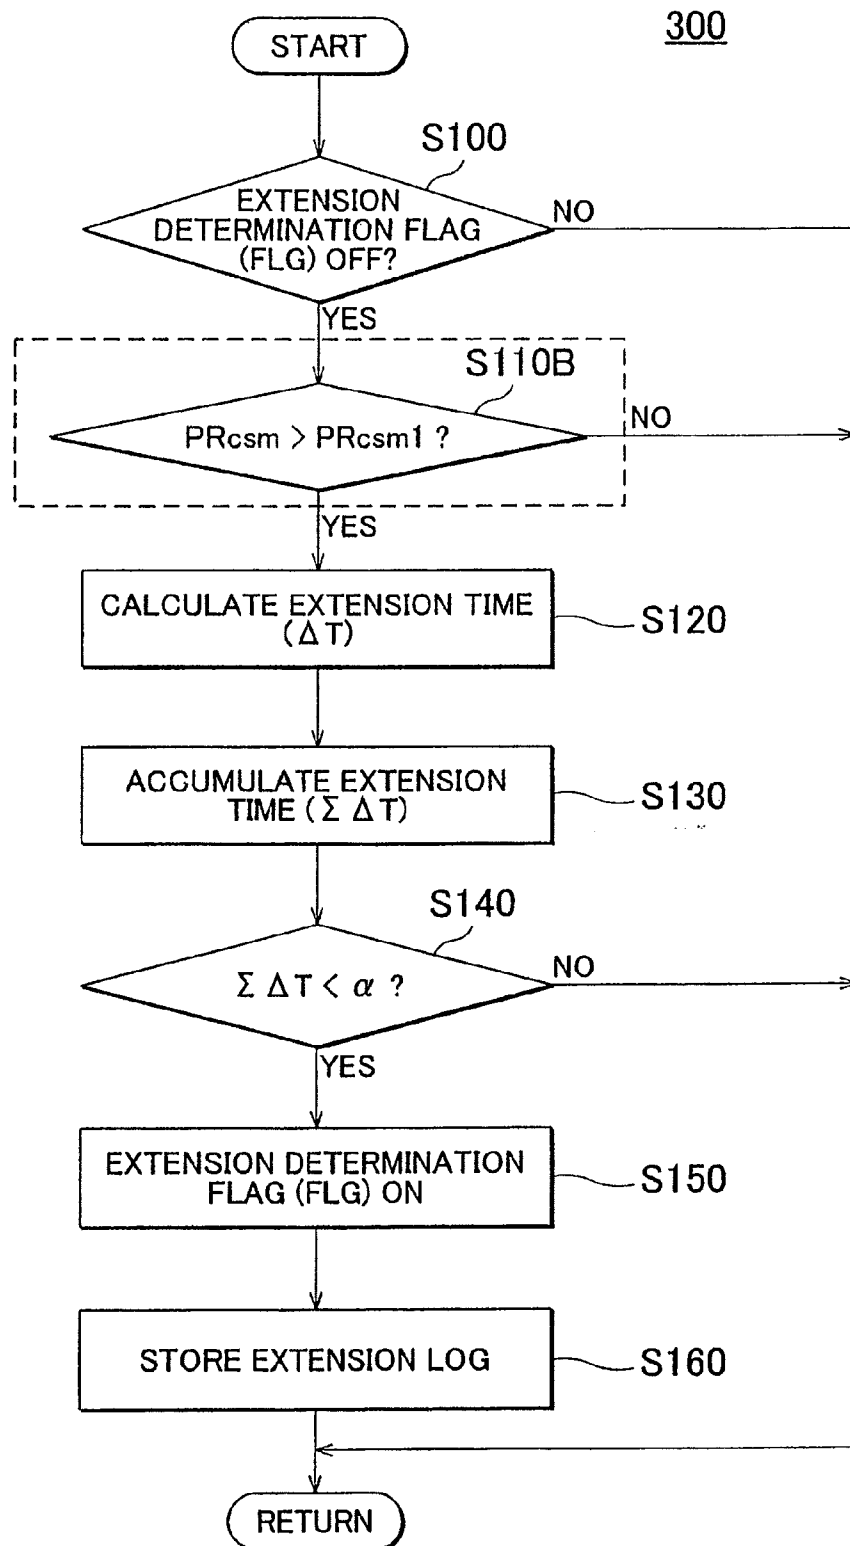 300
START
S100
EXTENSION
DETERMINATION FLAG
(FLG) OFF?
NO
YES
S110B
PRcsm > PRcsm1 ?
NO
YES
CALCULATE EXTENSION TIME
(ΔT)
S120
ACCUMULATE EXTENSION
TIME (Σ ΔT)
S130
S140
Σ ΔT < α ?
NO
YES
EXTENSION DETERMINATION
FLAG (FLG) ON
S150
STORE EXTENSION LOG
S160
RETURN